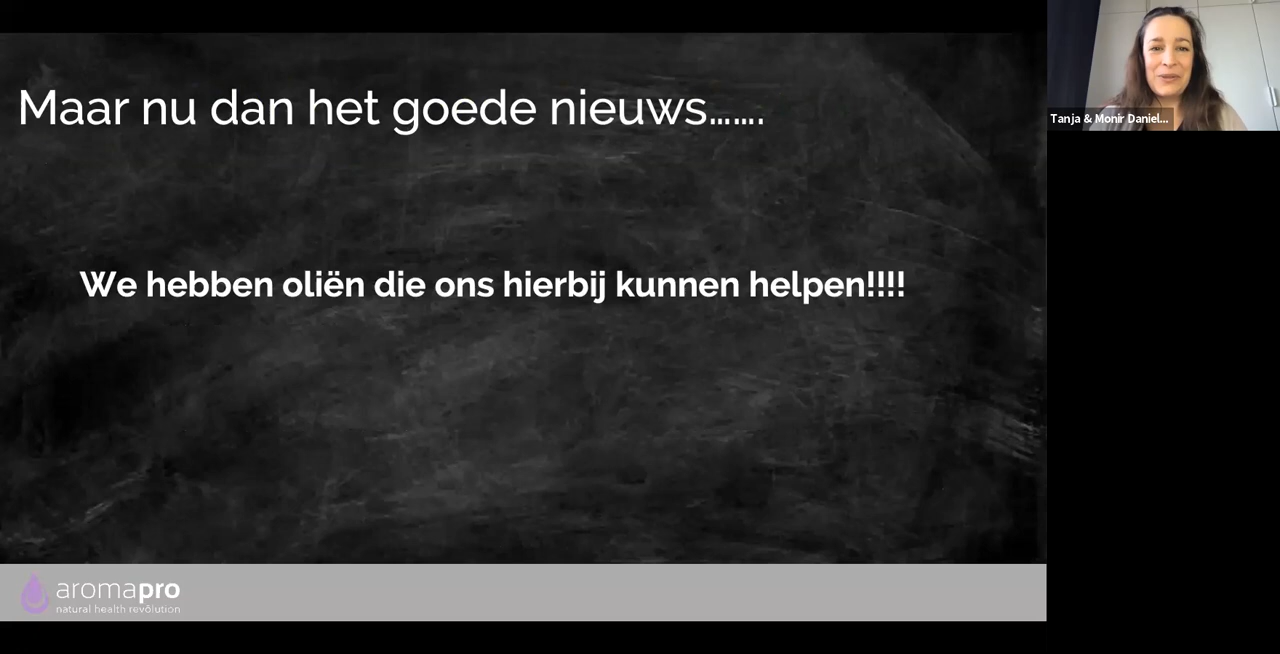 Maar nu dan het goede nieuws.......
We hebben oliën die ons hierbij kunnen helpen!!!!
Tanja & Monir Daniel...
aromapro
natural health revôlution